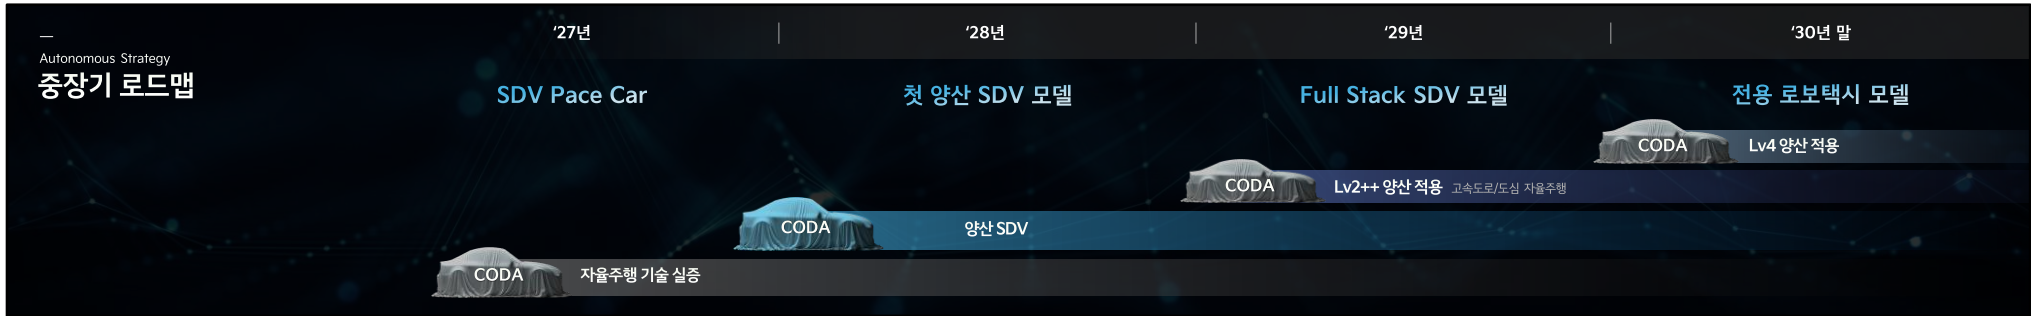 Autonomous Strategy
중장기 로드맵
‘27년
‘28년
‘29년
‘30년 말
SDV Pace Car
첫 양산 SDV 모델
Full Stack SDV 모델
전용 로보택시 모델
CODA
Lv4 양산 적용
CODA
Lv2++ 양산 적용 고속도로/도심 자율주행
CODA
양산 SDV
CODA
자율주행 기술 실증